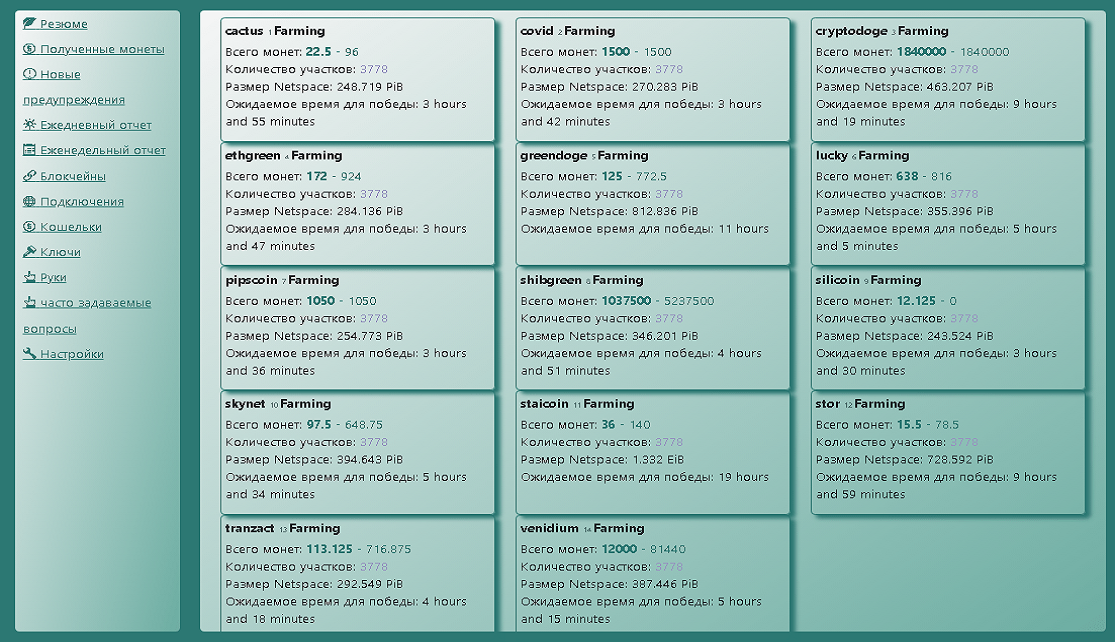 Резюме
Полученные монеты
Новые
предупреждения
Ежедневный отчет
Еженедельный отчет
Блокчейны
Подключения
Кошельки
Ключи
Руки
часто задаваемые
вопросы
Настройки
cactus 1 Farming
Всего монет: 22.5 - 96
Количество участков: 3778
Размер Netspace: 248.719 PiB
Ожидаемое время для победы: 3 hours
and 55 minutes
covid 2 Farming
Всего монет: 1500 - 1500
Количество участков: 3778
Размер Netspace: 270.283 PiB
Ожидаемое время для победы: 3 hours
and 42 minutes
cryptodoge 3 Farming
Всего монет: 1840000 - 1840000
Количество участков: 3778
Размер Netspace: 463.207 PiB
Ожидаемое время для победы: 9 hours
and 19 minutes
ethgreen 4 Farming
Всего монет: 172 - 924
Количество участков: 3778
Размер Netspace: 284.136 PiB
Ожидаемое время для победы: 3 hours
and 47 minutes
greendoge 5 Farming
Всего монет: 125 - 772.5
Количество участков: 3778
Размер Netspace: 812.836 PiB
Ожидаемое время для победы: 11 hours
lucky 6 Farming
Всего монет: 638 - 816
Количество участков: 3778
Размер Netspace: 355.396 PiB
Ожидаемое время для победы: 5 hours
and 5 minutes
pipscoin 7 Farming
Всего монет: 1050 - 1050
Количество участков: 3778
Размер Netspace: 254.773 PiB
Ожидаемое время для победы: 3 hours
and 36 minutes
shibgreen 8 Farming
Всего монет: 1037500 - 5237500
Количество участков: 3778
Размер Netspace: 346.201 PiB
Ожидаемое время для победы: 4 hours
and 51 minutes
silicoin 9 Farming
Всего монет: 12.125 - 0
Количество участков: 3778
Размер Netspace: 243.524 PiB
Ожидаемое время для победы: 3 hours
and 30 minutes
skynet 10 Farming
Всего монет: 97.5 - 648.75
Количество участков: 3778
Размер Netspace: 394.643 PiB
Ожидаемое время для победы: 5 hours
and 34 minutes
staicoin 11 Farming
Всего монет: 36 - 140
Количество участков: 3778
Размер Netspace: 1.332 EiB
Ожидаемое время для победы: 19 hours
stor 12 Farming
Всего монет: 15.5 - 78.5
Количество участков: 3778
Размер Netspace: 728.592 PiB
Ожидаемое время для победы: 9 hours
and 59 minutes
tranzact 13 Farming
Всего монет: 113.125 - 716.875
Количество участков: 3778
Размер Netspace: 292.549 PiB
Ожидаемое время для победы: 4 hours
and 18 minutes
venidium 14 Farming
Всего монет: 12000 - 81440
Количество участков: 3778
Размер Netspace: 387.446 PiB
Ожидаемое время для победы: 5 hours
and 15 minutes